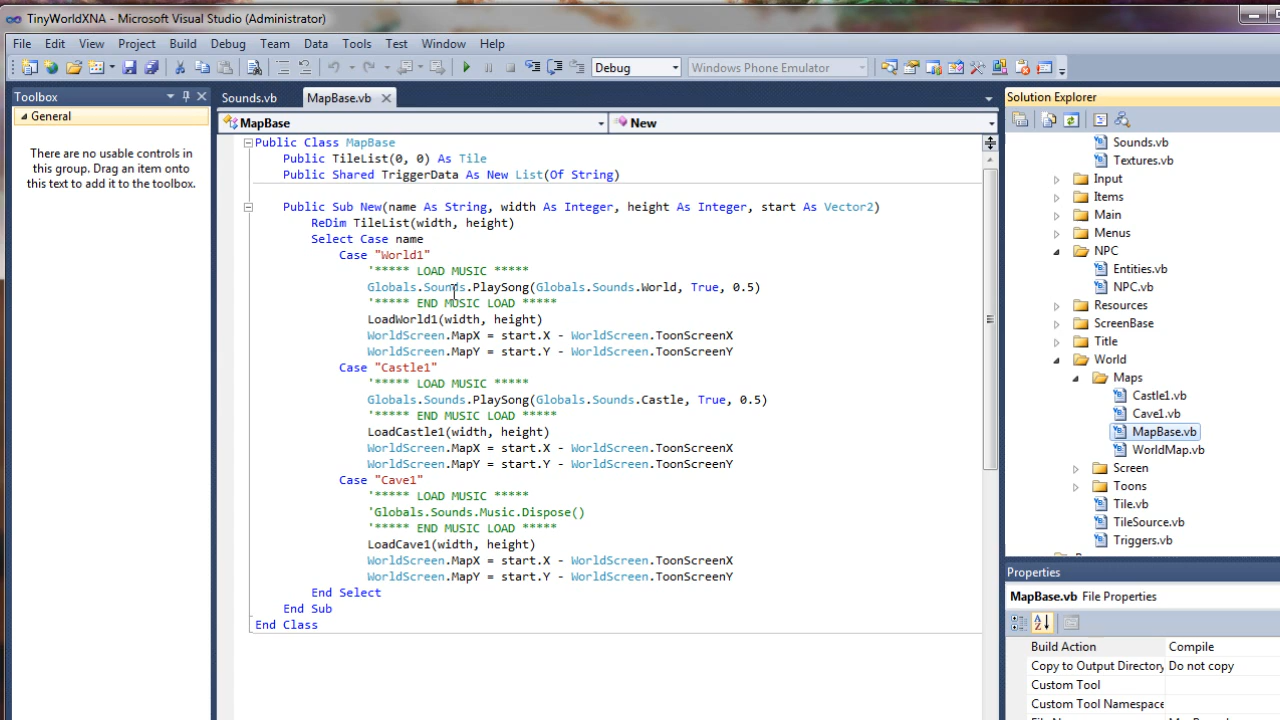 TinyWorldXNA - Microsoft Visual Studio (Administrator)
File Edit View Project Build Debug Team Data Tools Test Window Help
Debug Windows Phone Emulator
Toolbox
General
There are no usable controls in
this group. Drag an item onto
this text to add it to the toolbox.
Sounds.vb MapBase.vb
MapBase New
Public Class MapBase
Public TileList(0, 0) As Tile
Public Shared TriggerData As New List(Of String)
Public Sub New(name As String, width As Integer, height As Integer, start As Vector2)
ReDim TileList(width, height)
Select Case name
Case "World1"
'***** LOAD MUSIC *****
Globals.Sounds.PlaySong(Globals.Sounds.World, True, 0.5)
'***** END MUSIC LOAD *****
LoadWorld1(width, height)
WorldScreen.MapX = start.X - WorldScreen.ToonScreenX
WorldScreen.MapY = start.Y - WorldScreen.ToonScreenY
Case "Castle1"
'***** LOAD MUSIC *****
Globals.Sounds.PlaySong(Globals.Sounds.Castle, True, 0.5)
'***** END MUSIC LOAD *****
LoadCastle1(width, height)
WorldScreen.MapX = start.X - WorldScreen.ToonScreenX
WorldScreen.MapY = start.Y - WorldScreen.ToonScreenY
Case "Cave1"
'***** LOAD MUSIC *****
'Globals.Sounds.Music.Dispose()
'***** END MUSIC LOAD *****
LoadCave1(width, height)
WorldScreen.MapX = start.X - WorldScreen.ToonScreenX
WorldScreen.MapY = start.Y - WorldScreen.ToonScreenY
End Select
End Sub
End Class
Solution Explorer
Sounds.vb
Textures.vb
Input
Items
Main
Menus
NPC
Entities.vb
NPC.vb
Resources
ScreenBase
Title
World
Maps
Castle1.vb
Cave1.vb
MapBase.vb
WorldMap.vb
Screen
Toons
Tile.vb
TileSource.vb
Triggers.vb
Properties
MapBase.vb File Properties
Build Action Compile
Copy to Output Directory Do not copy
Custom Tool
Custom Tool Namespace